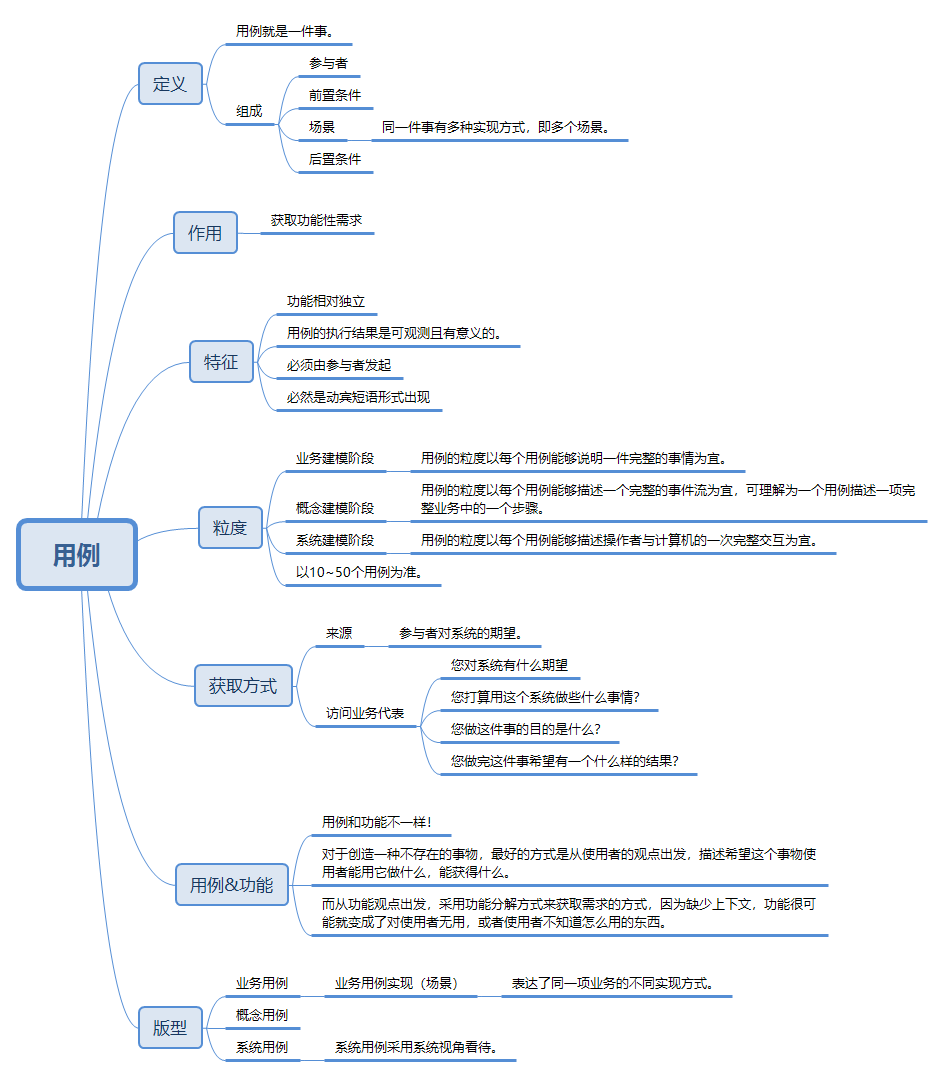 用例
定义
用例就是一件事。
组成
参与者
前置条件
场景
同一件事有多种实现方式，即多个场景。
后置条件
作用
获取功能性需求
特征
功能相对独立
用例的执行结果是可观测且有意义的。
必须由参与者发起
必然是动宾短语形式出现
粒度
业务建模阶段
用例的粒度以每个用例能够说明一件完整的事情为宜。
概念建模阶段
用例的粒度以每个用例能够描述一个完整的事件流为宜，可理解为一个用例描述一项完
整业务中的一个步骤。
系统建模阶段
用例的粒度以每个用例能够描述操作者与计算机的一次完整交互为宜。
以10~50个用例为准。
获取方式
来源
参与者对系统的期望。
访问业务代表
您对系统有什么期望
您打算用这个系统做些什么事情？
您做这件事的目的是什么？
您做完这件事希望有一个什么样的结果？
用例&功能
用例和功能不一样！
对于创造一种不存在的事物，最好的方式是从使用者的观点出发，描述希望这个事物使
用者能用它做什么，能获得什么。
而从功能观点出发，采用功能分解方式来获取需求的方式，因为缺少上下文，功能很可
能就变成了对使用者无用，或者使用者不知道怎么用的东西。
版型
业务用例
业务用例实现（场景）
表达了同一项业务的不同实现方式。
概念用例
系统用例
系统用例采用系统视角看待。